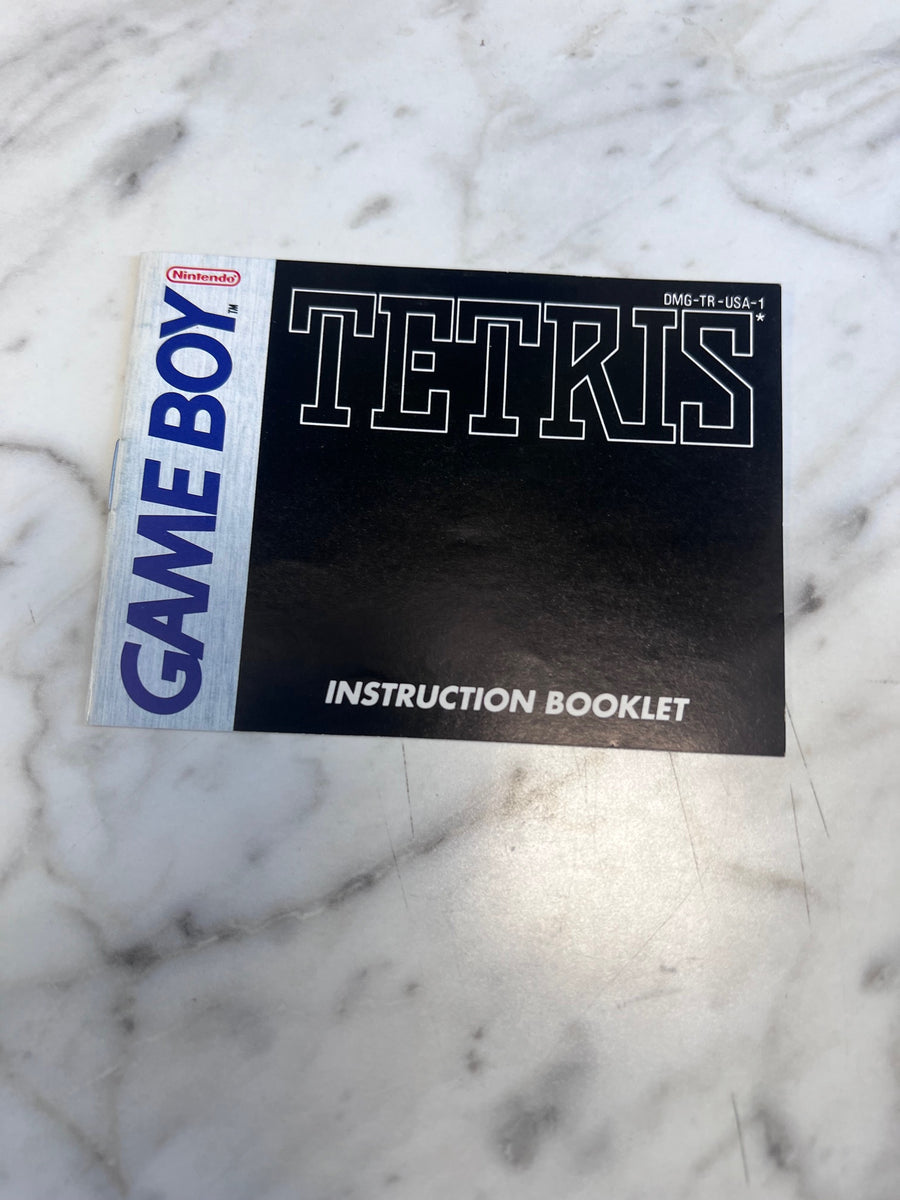 Nintendo®
GAME BOY™
DMG-TR-USA-1
TETRIS*
INSTRUCTION BOOKLET